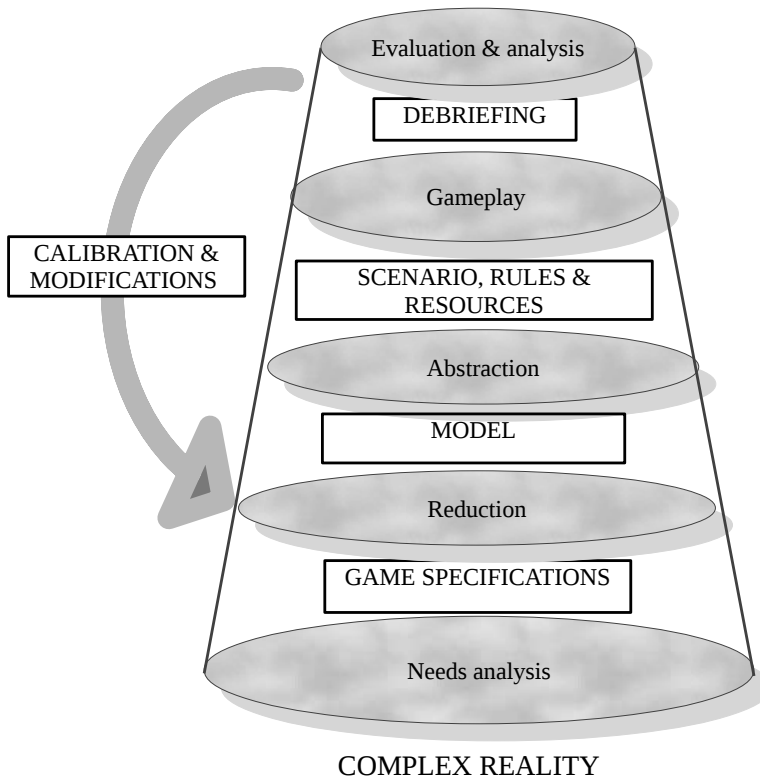 Evaluation & analysis
DEBRIEFING
Gameplay
CALIBRATION &
MODIFICATIONS
SCENARIO, RULES &
RESOURCES
Abstraction
MODEL
Reduction
GAME SPECIFICATIONS
Needs analysis
COMPLEX REALITY